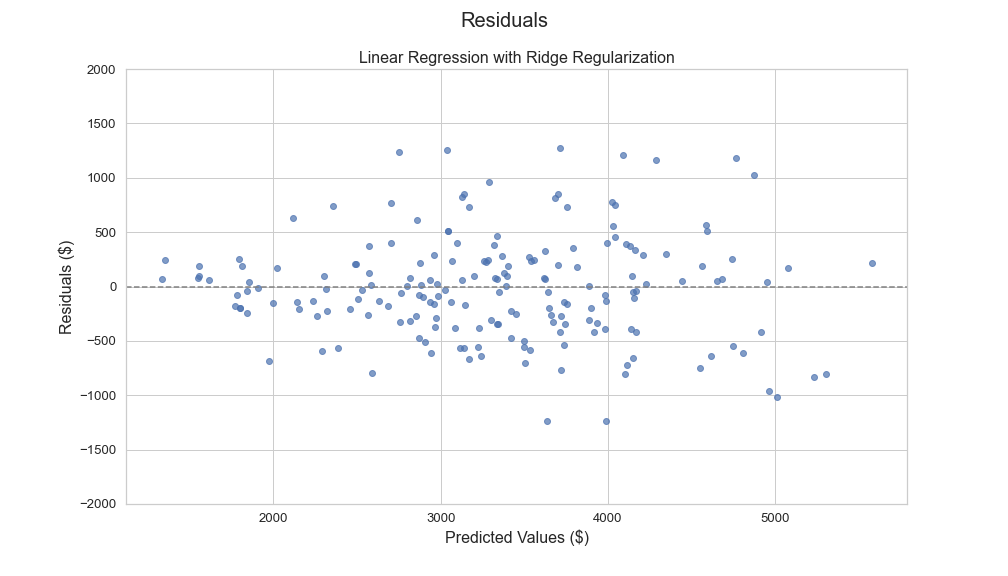 Residuals
Linear Regression with Ridge Regularization
2000
1500
1000
500
0
−500
−1000
−1500
−2000
Residuals ($)
2000 3000 4000 5000
Predicted Values ($)